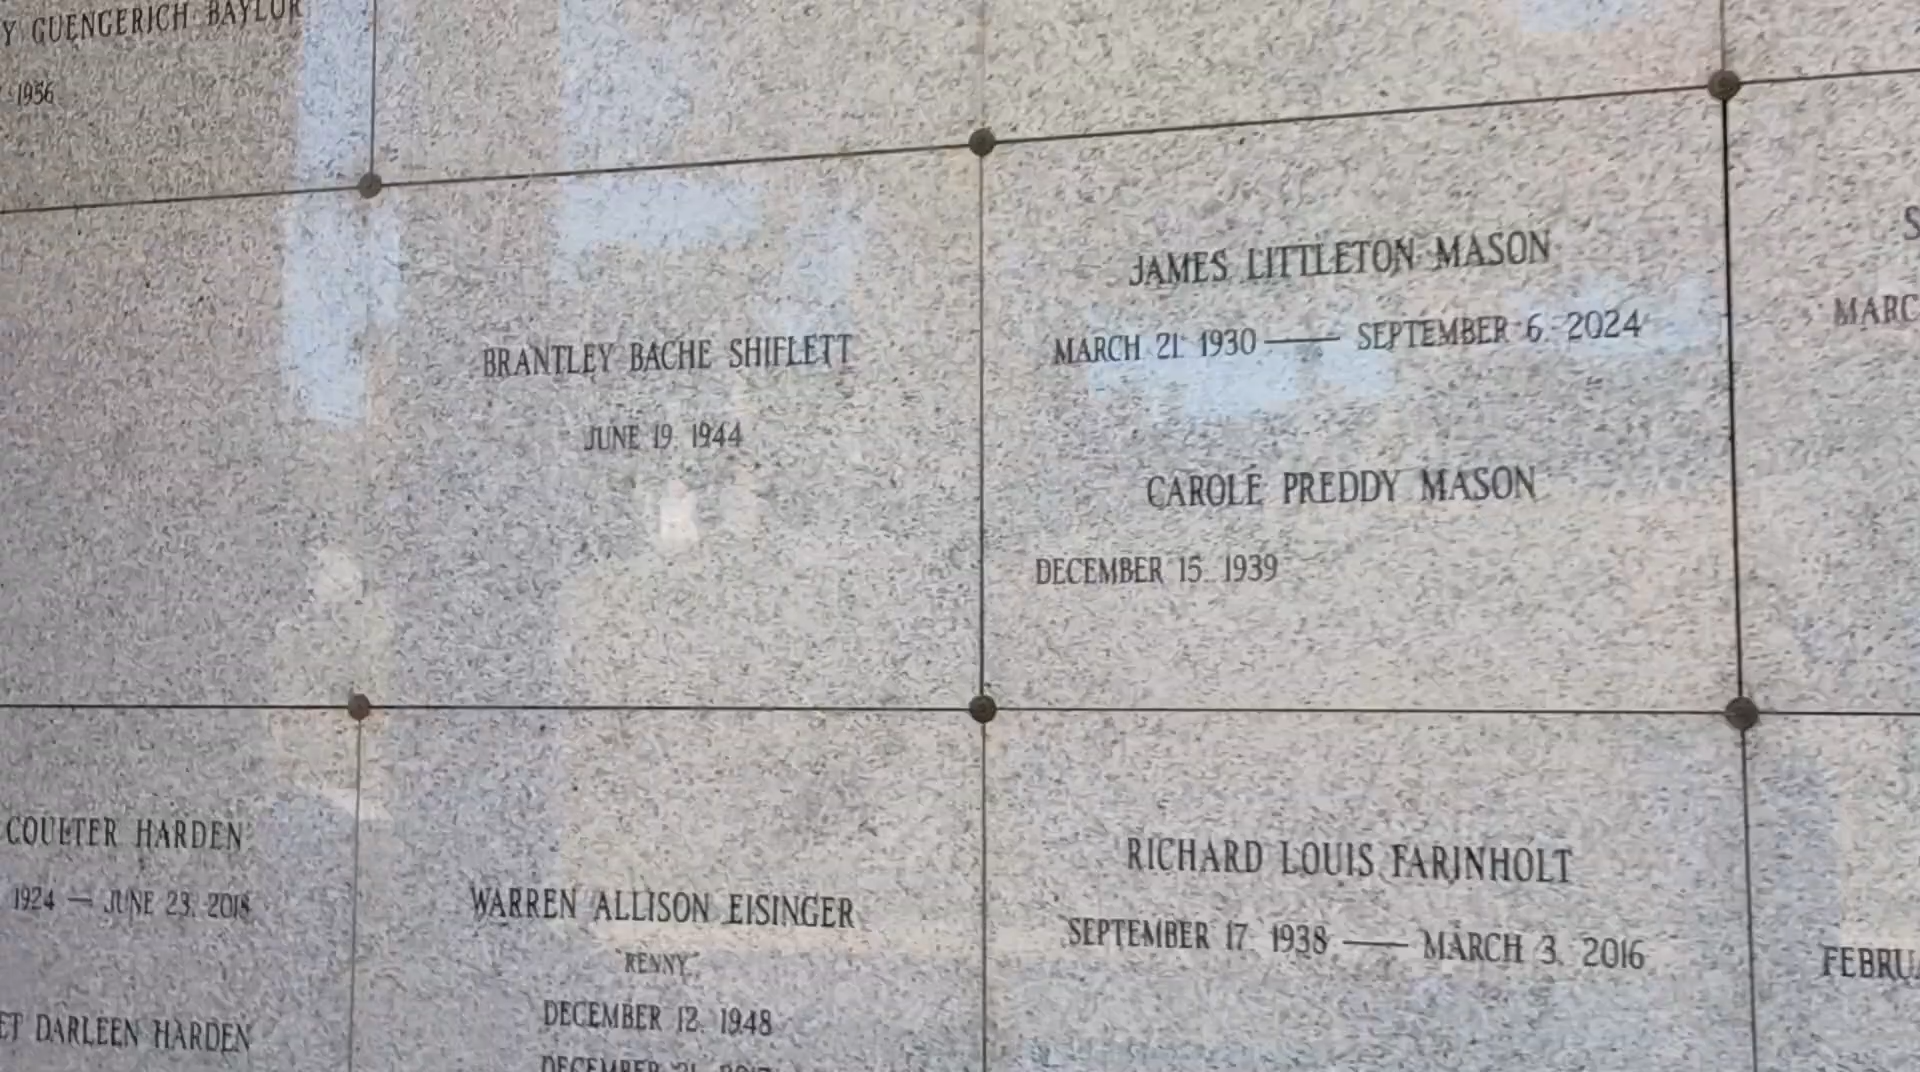 Y GUENGERICH BAYLOR
1956
BRANTLEY BACHE SHIFLETT
JUNE 19, 1944
JAMES LITTLETON MASON
MARCH 21, 1930 — SEPTEMBER 6, 2024
CAROLE PREDDY MASON
DECEMBER 15, 1939
S
MARC
COULTER HARDEN
1924 — JUNE 23, 2018
ET DARLEEN HARDEN
WARREN ALLISON EISINGER
"RENNY"
DECEMBER 12, 1948
DECEMBER
RICHARD LOUIS FARINHOLT
SEPTEMBER 17, 1938 — MARCH 3, 2016
FEBRUA